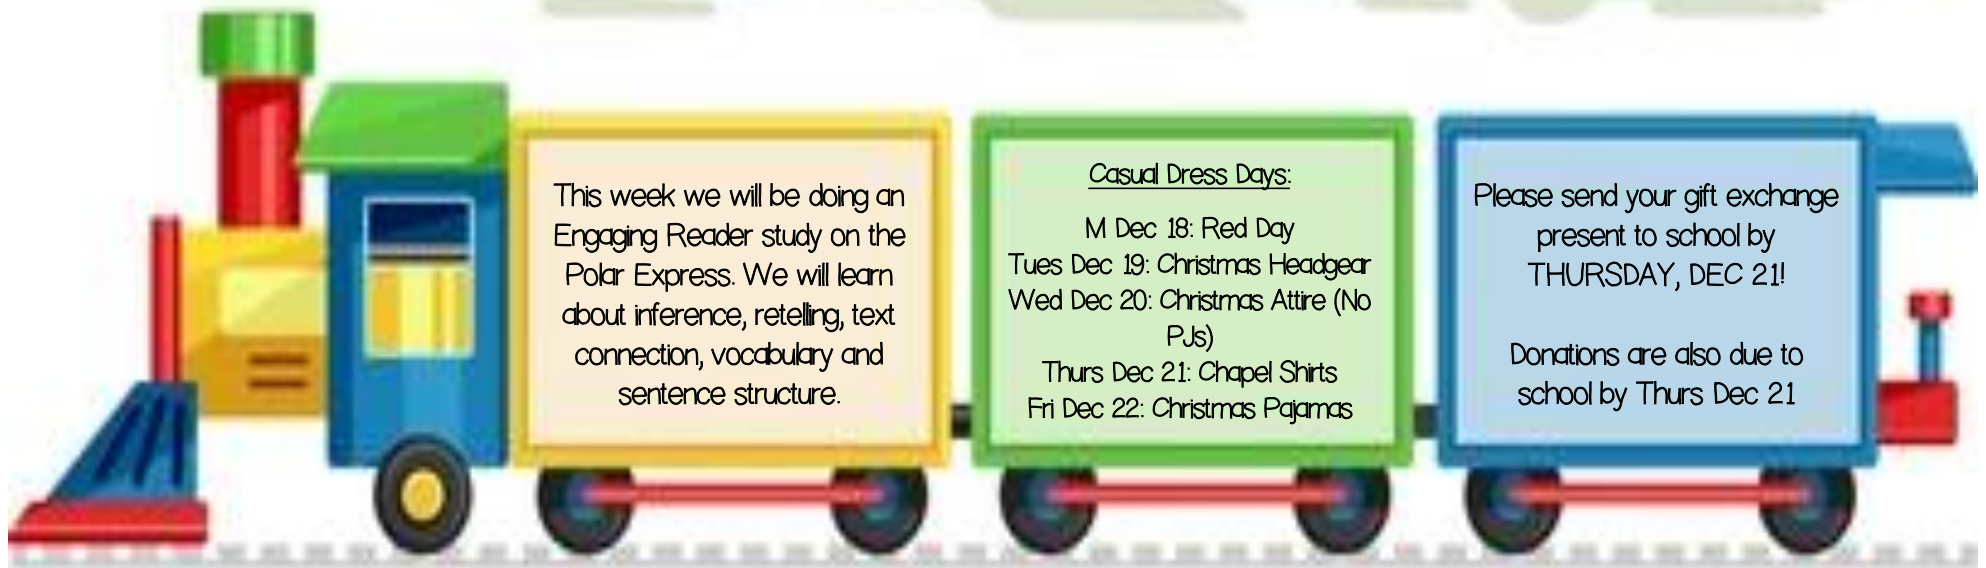 This week we will be doing an
Engaging Reader study on the
Polar Express. We will learn
about inference, retelling, text
connection, vocabulary and
sentence structure.
Casual Dress Days:
M Dec 18: Red Day
Tues Dec 19: Christmas Headgear
Wed Dec 20: Christmas Attire (No
PJs)
Thurs Dec 21: Chapel Shirts
Fri Dec 22: Christmas Pajamas
Please send your gift exchange
present to school by
THURSDAY, DEC 21!
Donations are also due to
school by Thurs Dec 21